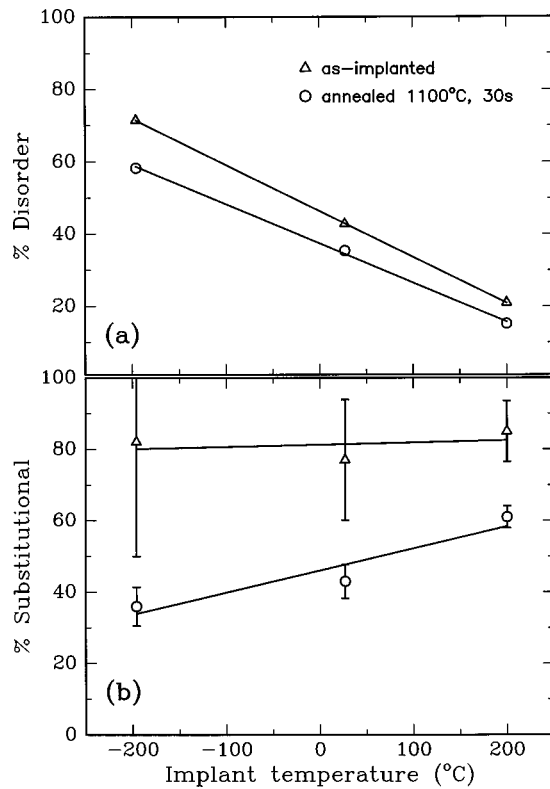 100
80
60
40
20
% Disorder
△ as-implanted
○ annealed 1100°C, 30s
(a)
100
80
60
40
20
0
% Substitutional
(b)
−200 −100 0 100 200
Implant temperature (°C)